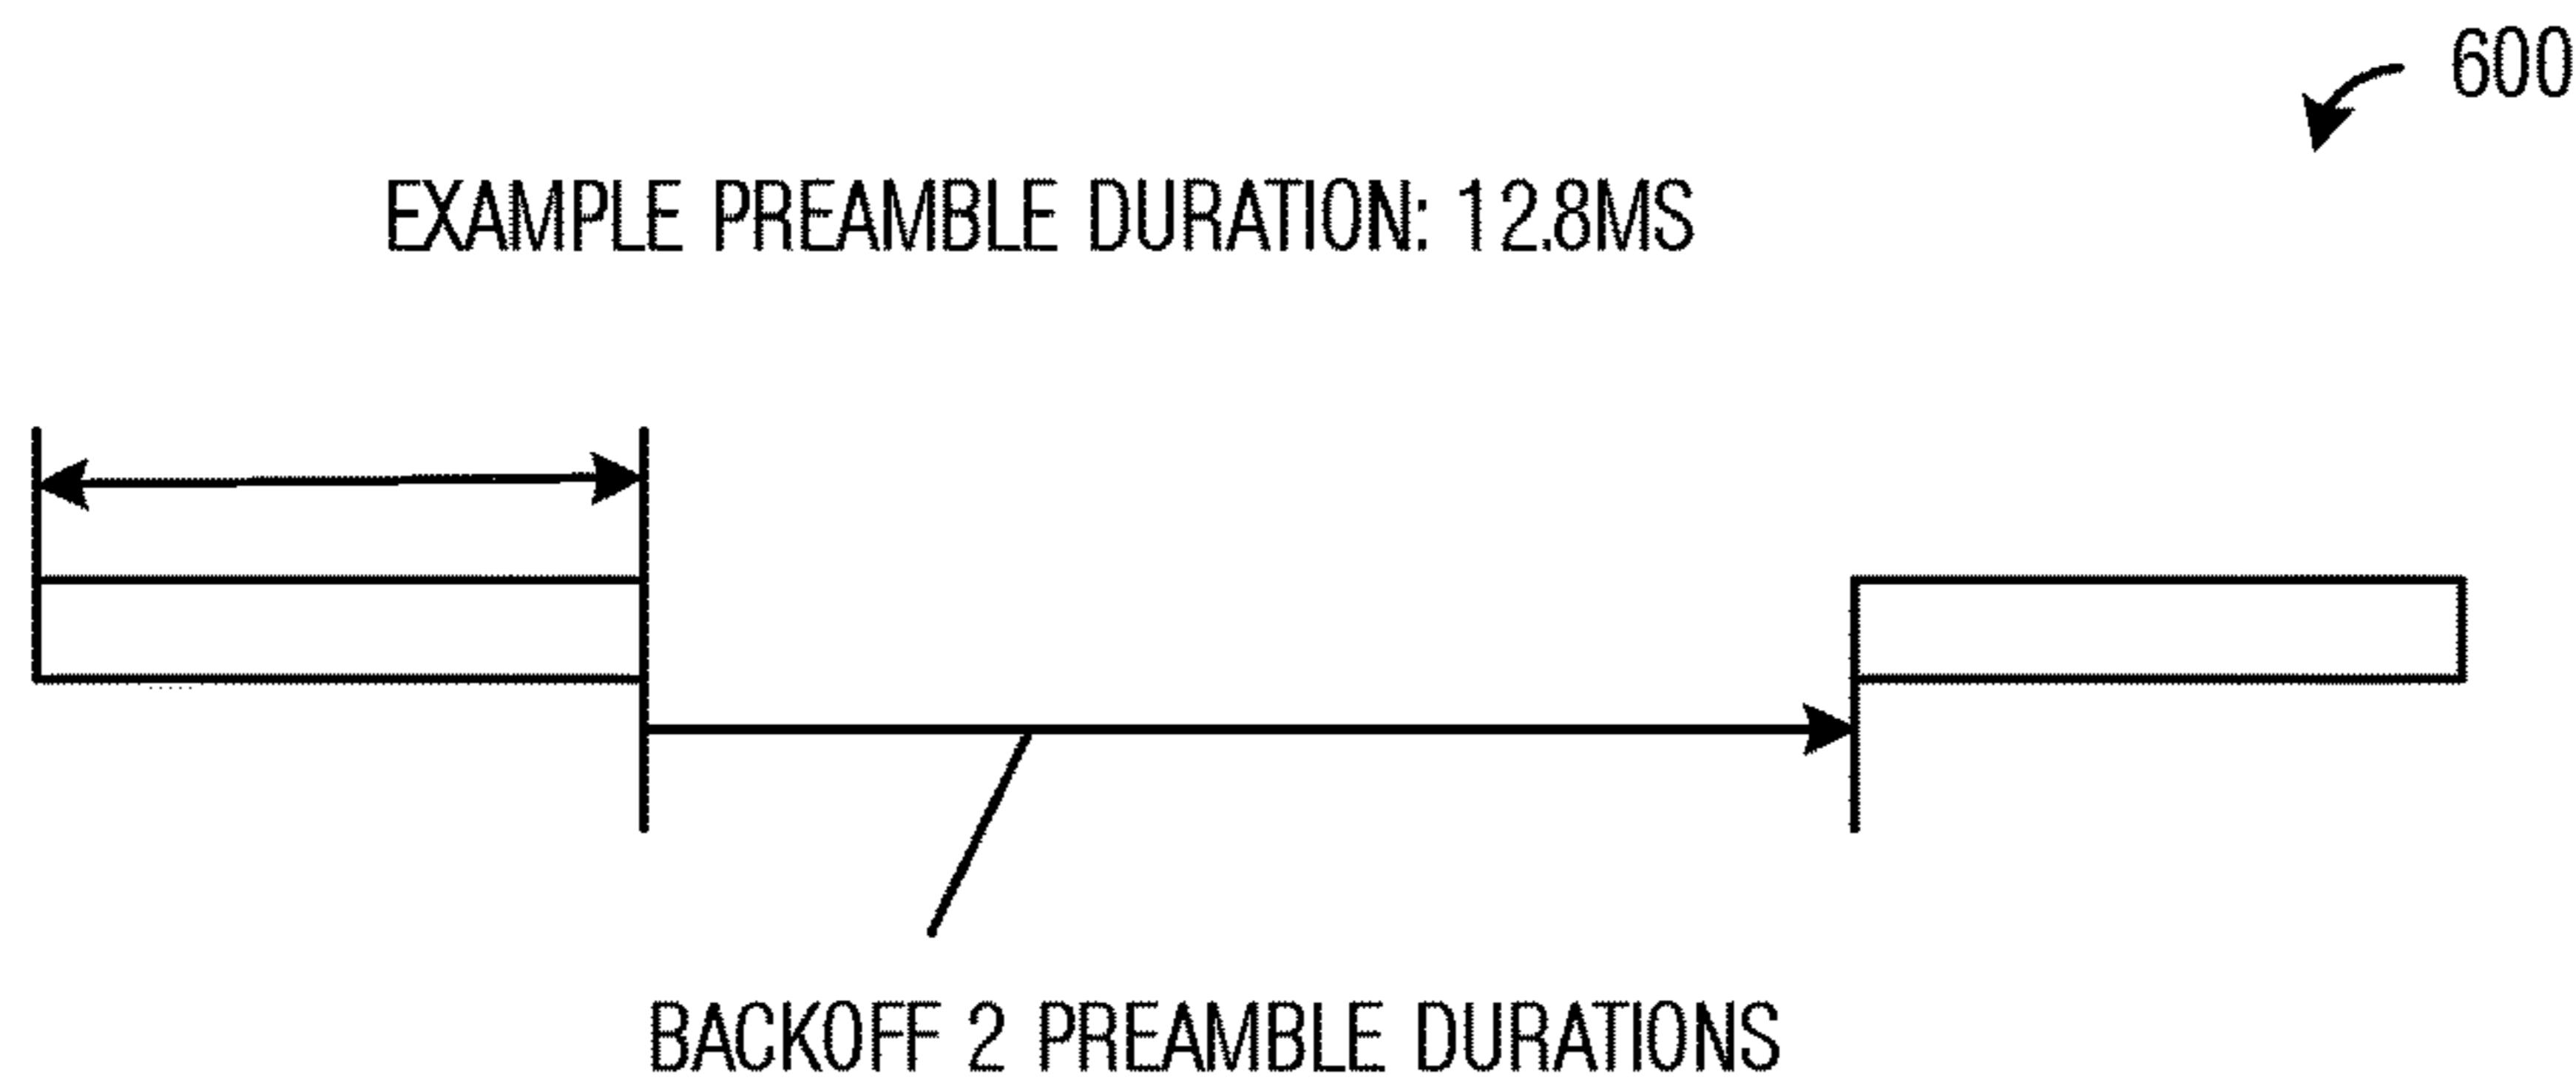 600
EXAMPLE PREAMBLE DURATION: 12.8MS
BACKOFF 2 PREAMBLE DURATIONS